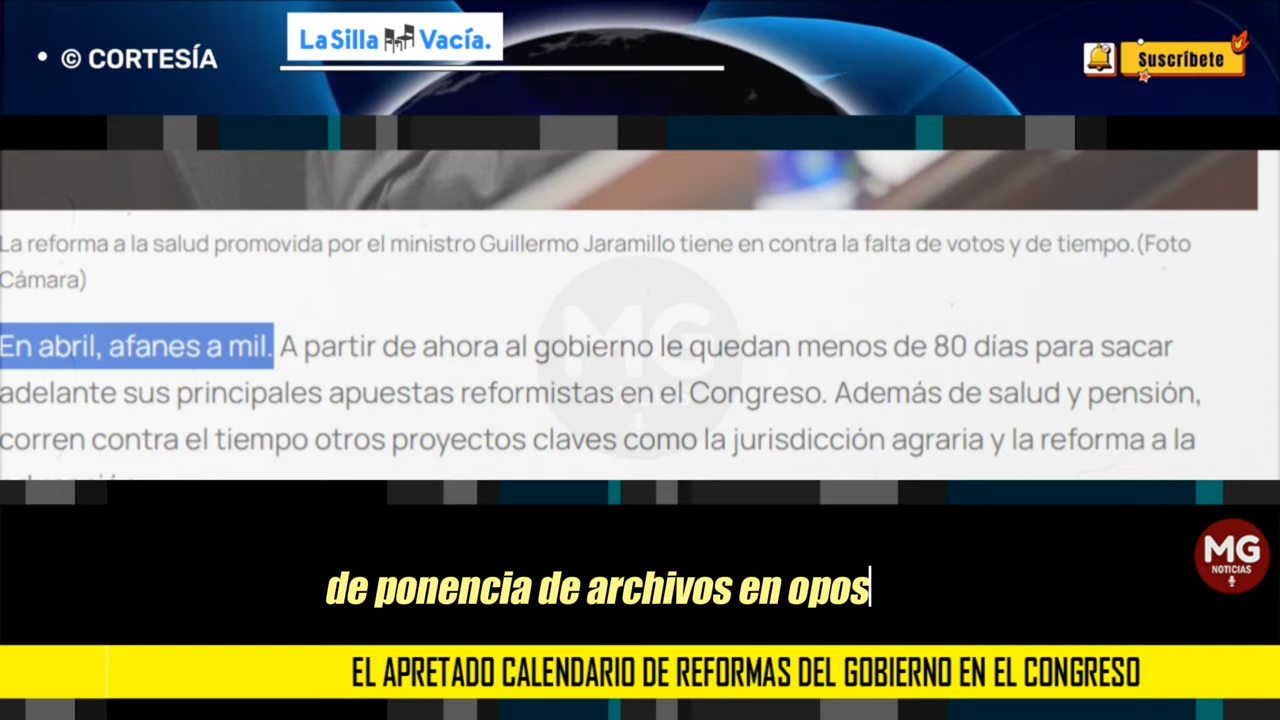 © CORTESÍA
La Silla Vacía.
Suscríbete
La reforma a la salud promovida por el ministro Guillermo Jaramillo tiene en contra la falta de votos y de tiempo.(Foto
Cámara)
En abril, afanes a mil. A partir de ahora al gobierno le quedan menos de 80 días para sacar
adelante sus principales apuestas reformistas en el Congreso. Además de salud y pensión,
corren contra el tiempo otros proyectos claves como la jurisdicción agraria y la reforma a la
MG
de ponencia de archivos en opos
MG
NOTICIAS
EL APRETADO CALENDARIO DE REFORMAS DEL GOBIERNO EN EL CONGRESO